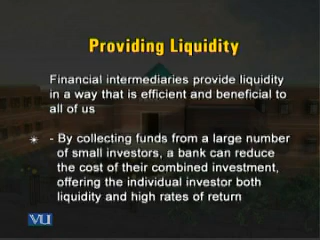 Providing Liquidity
Financial intermediaries provide liquidity
in a way that is efficient and beneficial to
all of us
- By collecting funds from a large number
of small investors, a bank can reduce
the cost of their combined investment,
offering the individual investor both
liquidity and high rates of return
VU